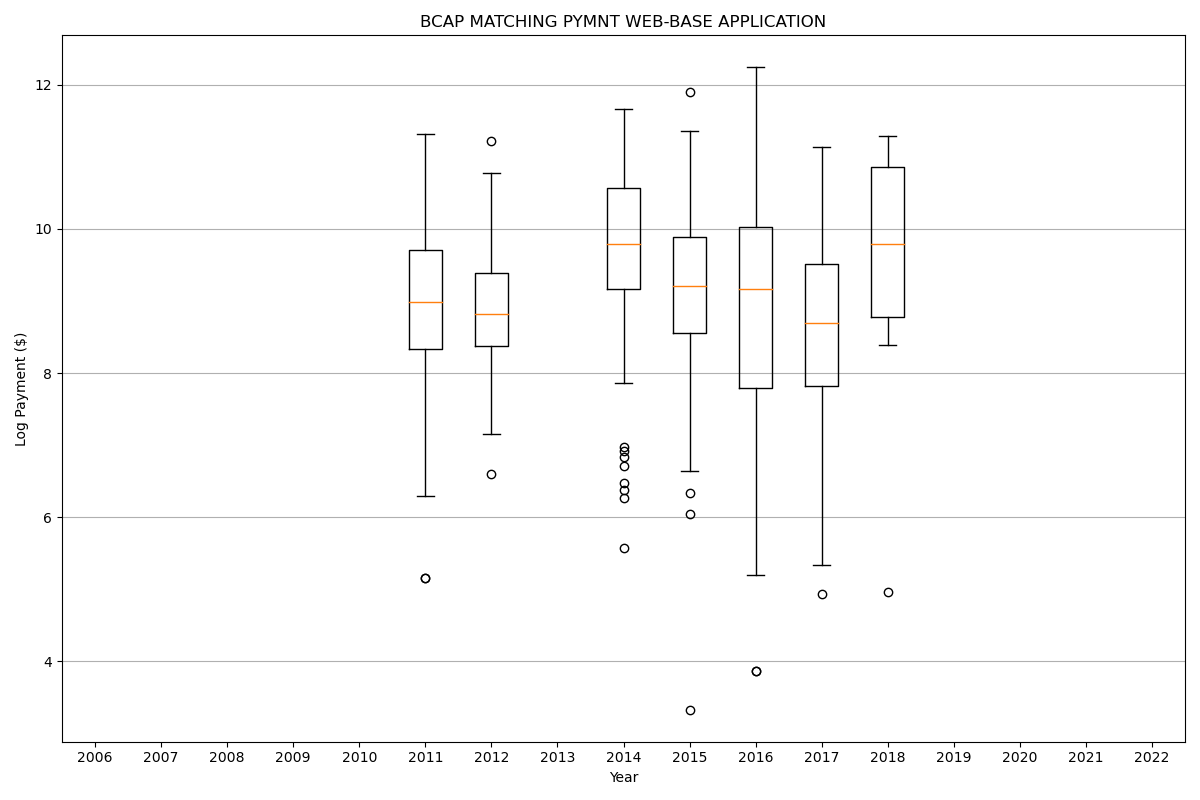 BCAP MATCHING PYMNT WEB-BASE APPLICATION
Log Payment ($)
12
10
8
6
4
2006 2007 2008 2009 2010 2011 2012 2013 2014 2015 2016 2017 2018 2019 2020 2021 2022
Year